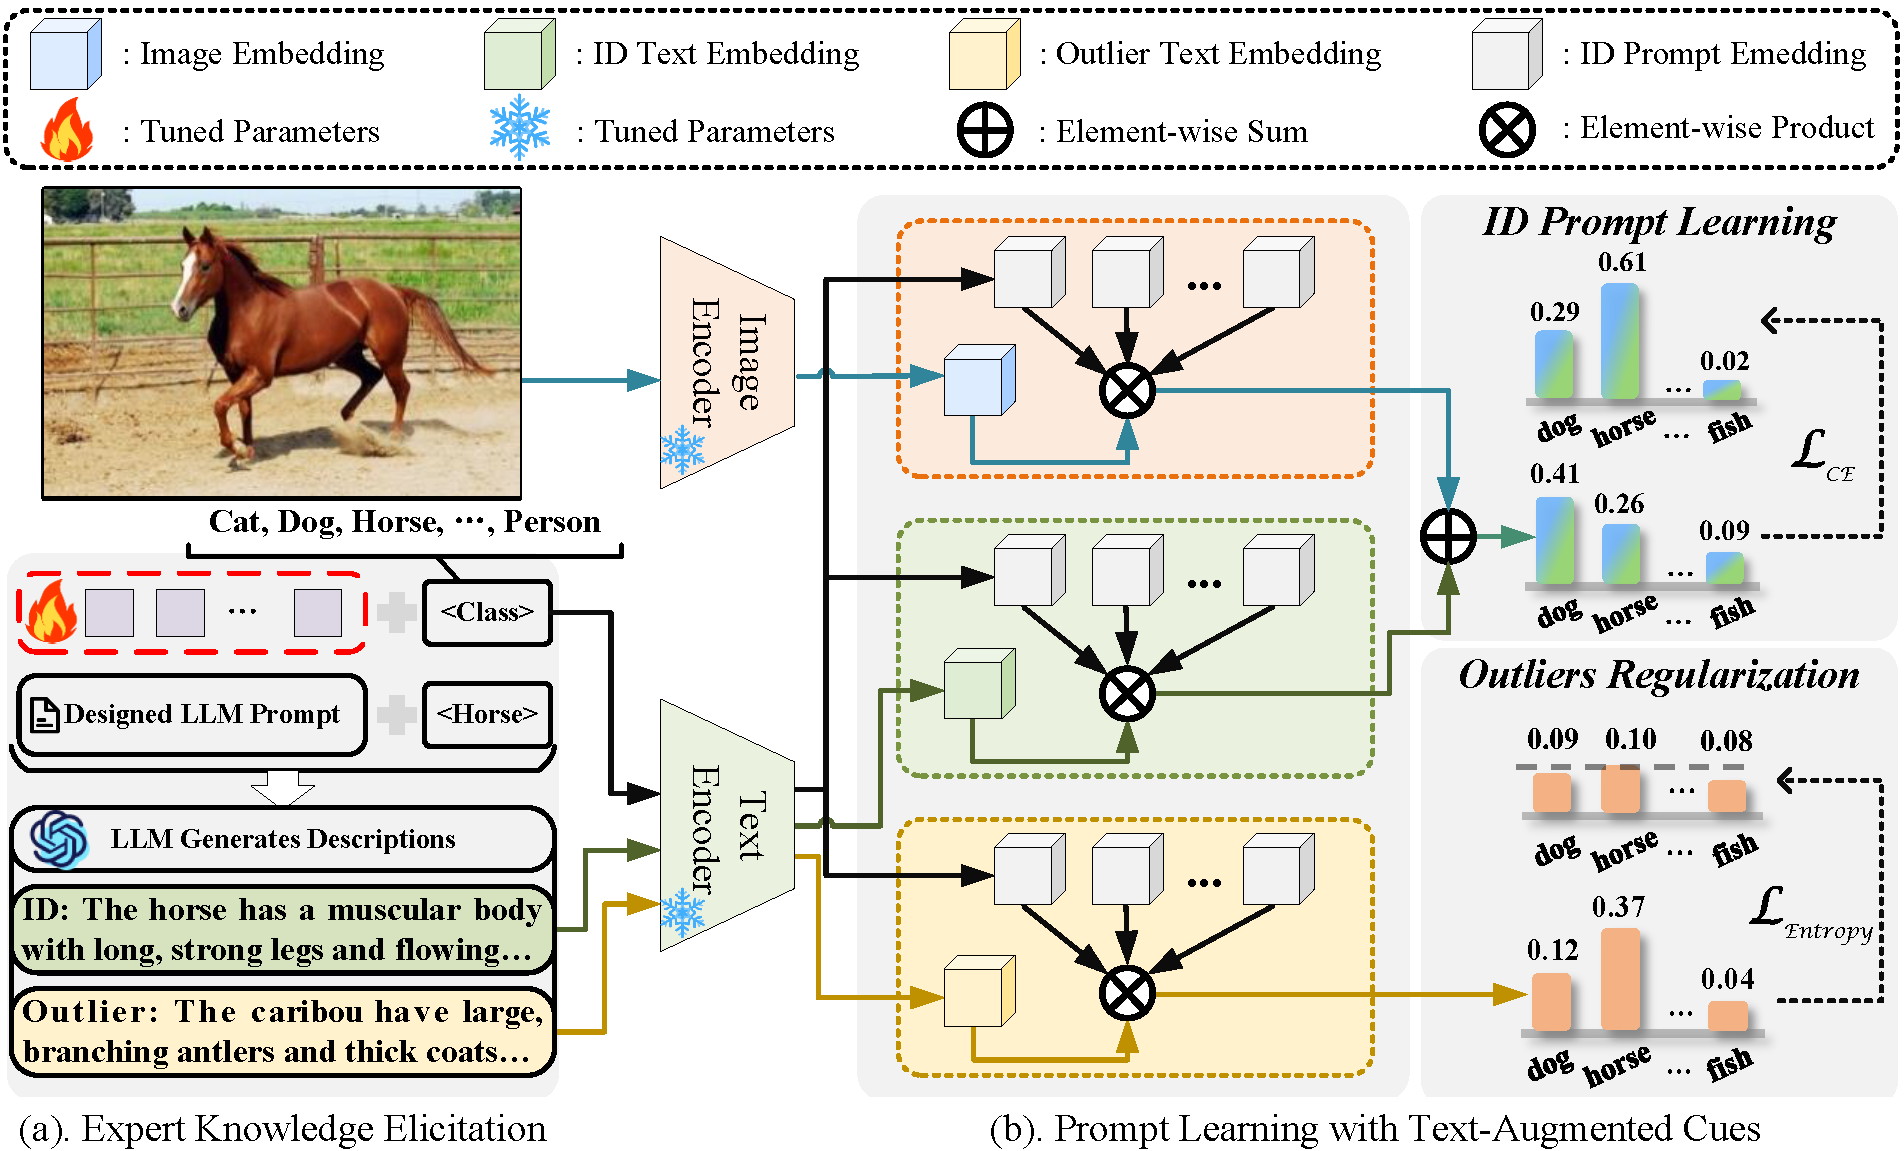 : Image Embedding
: ID Text Embedding
: Outlier Text Embedding
: ID Prompt Emedding
: Tuned Parameters
: Tuned Parameters
: Element-wise Sum
: Element-wise Product
Cat, Dog, Horse, ···, Person
<Class>
Designed LLM Prompt
<Horse>
LLM Generates Descriptions
ID: The horse has a muscular body
with long, strong legs and flowing...
Outlier: The caribou have large,
branching antlers and thick coats...
(a). Expert Knowledge Elicitation
Image
Encoder
Text
Encoder
...
...
...
(b). Prompt Learning with Text-Augmented Cues
ID Prompt Learning
0.29 0.61 ... 0.02
dog horse ... fish
0.41 0.26 ... 0.09
dog horse ... fish
ℒCE
Outliers Regularization
0.09 0.10 ... 0.08
dog horse ... fish
0.12 0.37 ... 0.04
dog horse ... fish
ℒEntropy